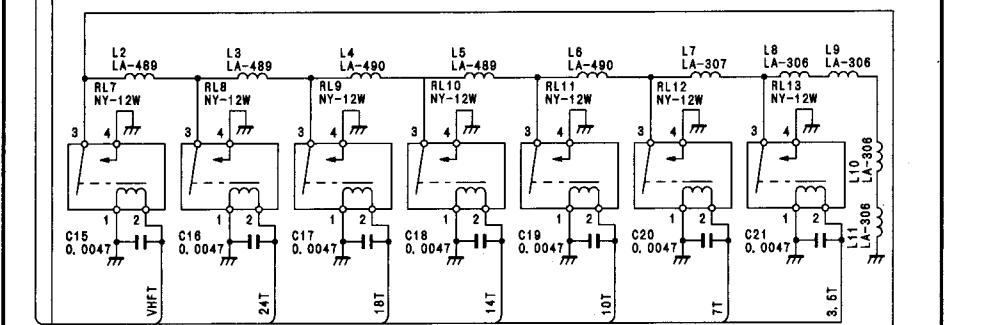 L2
LA-489
L3
LA-489
L4
LA-490
L5
LA-489
L6
LA-490
L7
LA-307
L8
LA-306
L9
LA-306
RL7
NY-12W
RL8
NY-12W
RL9
NY-12W
RL10
NY-12W
RL11
NY-12W
RL12
NY-12W
RL13
NY-12W
3 4
3 4
3 4
3 4
3 4
3 4
3 4
L10
LA-306
1 2
1 2
1 2
1 2
1 2
1 2
1 2
L11
LA-306
C15
0.0047
C16
0.0047
C17
0.0047
C18
0.0047
C19
0.0047
C20
0.0047
C21
0.0047
VHFT
24T
18T
14T
10T
7T
3.5T